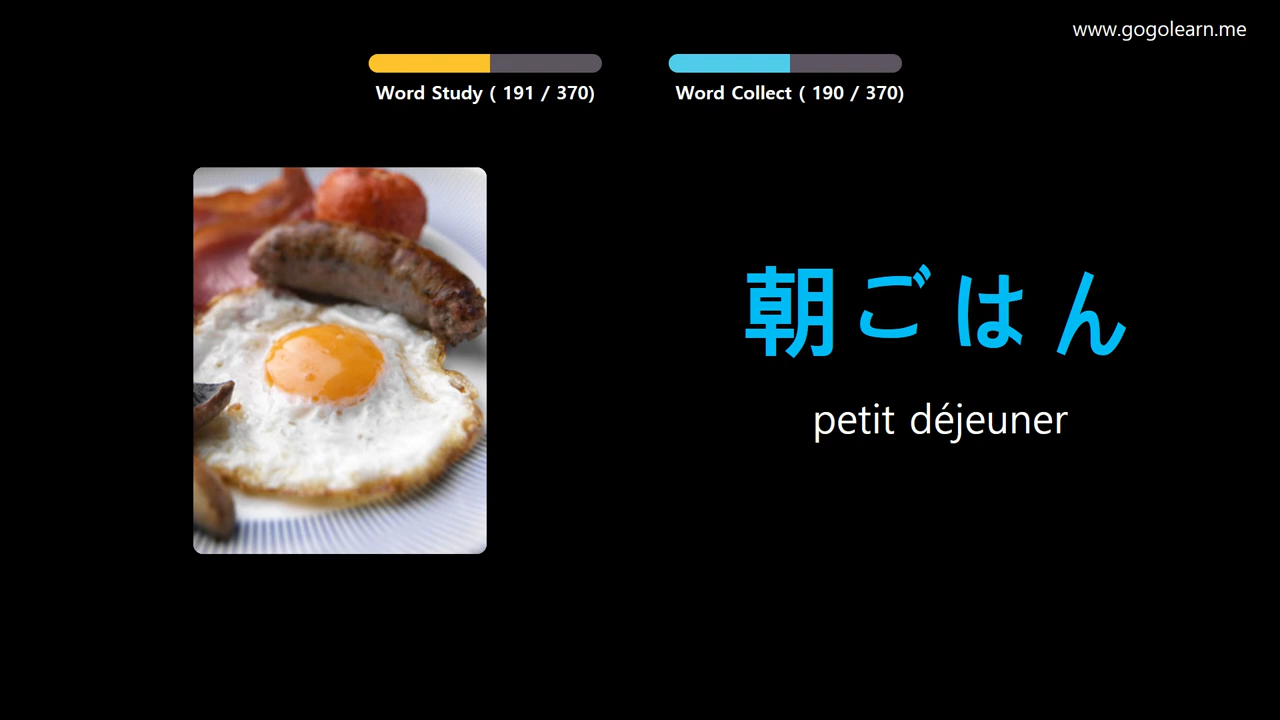 www.gogolearn.me
Word Study ( 191 / 370)
Word Collect ( 190 / 370)
朝ごはん
petit déjeuner